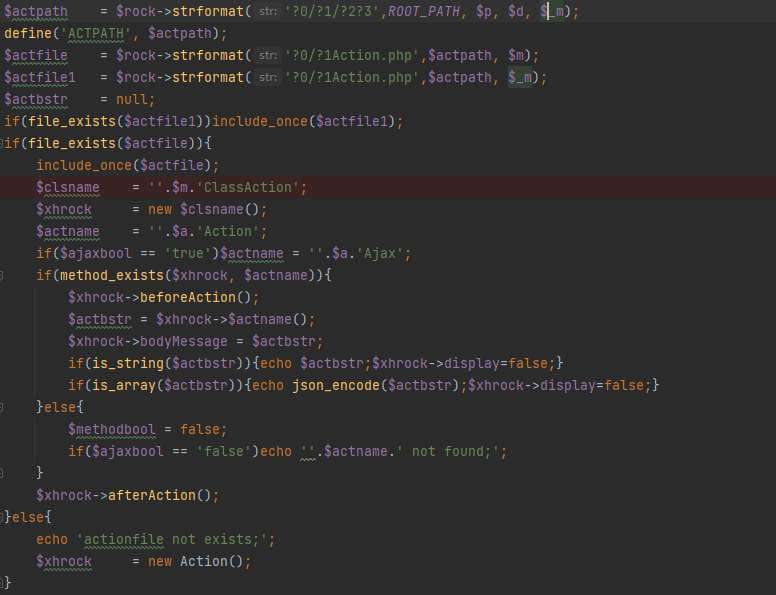 $actpath    = $rock->strformat( str: '?0/?1/?2?3',ROOT_PATH, $p, $d, $_m);
define('ACTPATH', $actpath);
$actfile    = $rock->strformat( str: '?0/?1Action.php',$actpath, $m);
$actfile1   = $rock->strformat( str: '?0/?1Action.php',$actpath, $_m);
$actbstr    = null;
if(file_exists($actfile1))include_once($actfile1);
if(file_exists($actfile)){
    include_once($actfile);
    $clsname    = ''.$m.'ClassAction';
    $xhrock     = new $clsname();
    $actname    = ''.$a.'Action';
    if($ajaxbool == 'true')$actname = ''.$a.'Ajax';
    if(method_exists($xhrock, $actname)){
        $xhrock->beforeAction();
        $actbstr = $xhrock->$actname();
        $xhrock->bodyMessage = $actbstr;
        if(is_string($actbstr)){echo $actbstr;$xhrock->display=false;}
        if(is_array($actbstr)){echo json_encode($actbstr);$xhrock->display=false;}
    }else{
        $methodbool = false;
        if($ajaxbool == 'false')echo ''.$actname.' not found;';
    }
    $xhrock->afterAction();
}else{
    echo 'actionfile not exists;';
    $xhrock     = new Action();
}